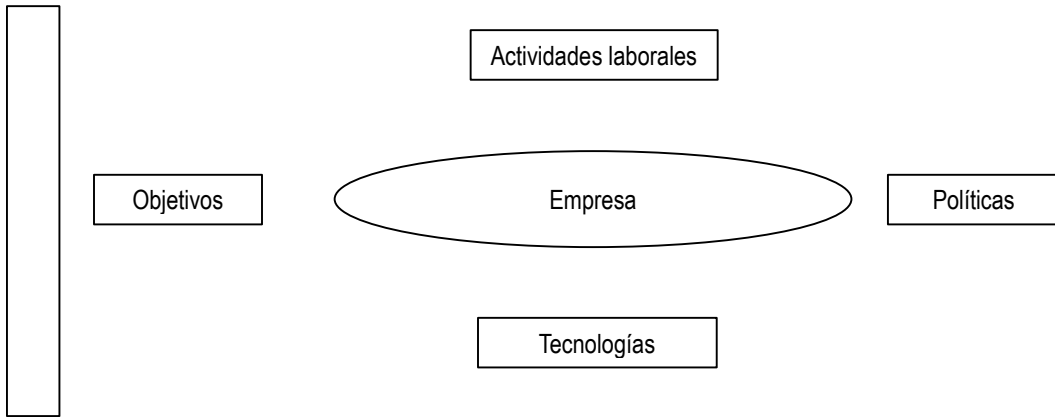 Actividades laborales
Objetivos
Empresa
Políticas
Tecnologías